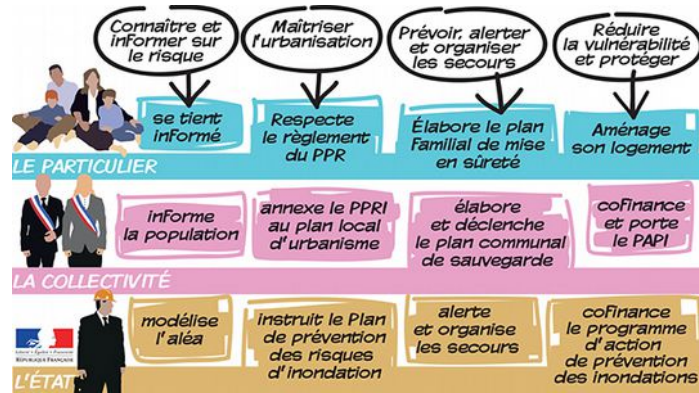 Connaître et
inFormer sur
le risque
Maîtriser
l'urbanisation
Prévoir, alerter
et organiser
les secours
Réduire
la vulnérabilité
et protéger
se tient
inFormé
Respecte
le règlement
du PPR
Élabore le plan
Familial de mise
en sûreté
Aménage
son logement
LE PARTICULIER
inForme
la population
annexe le PPRI
au plan local
d'urbanisme
élabore
et déclenche
le plan communal
de sauvegarde
coFinance
et porte
le PAPI
LA COLLECTIVITÉ
modélise
l'aléa
instruit le Plan
de prévention
des risques
d'inondation
alerte
et organise
les secours
coFinance
le programme
d'action
de prévention
des inondations
Liberté • Égalité • Fraternité
RÉPUBLIQUE FRANÇAISE
L'ÉTAT